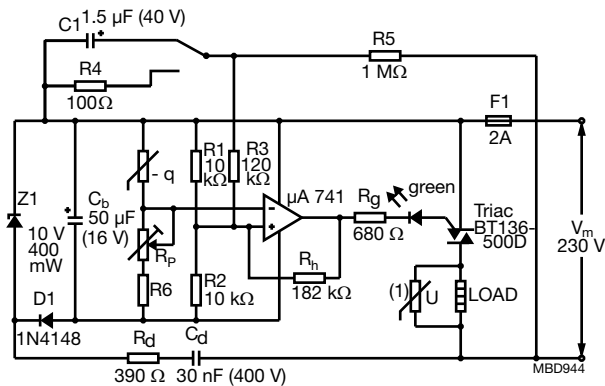 C1
1.5 µF (40 V)
+
R5
1 MΩ
R4
100Ω
F1
2A
- q
R1
10
kΩ
R3
120
kΩ
µA 741
Rg
680 Ω
green
Triac
BT136-
500D
Vm
230 V
Z1
10 V
400
mW
+
Cb
50 µF
(16 V)
RP
−
+
Rh
182 kΩ
R6
R2
10 kΩ
(1)
U
LOAD
D1
1N4148
Rd
390 Ω
Cd
30 nF (400 V)
MBD944